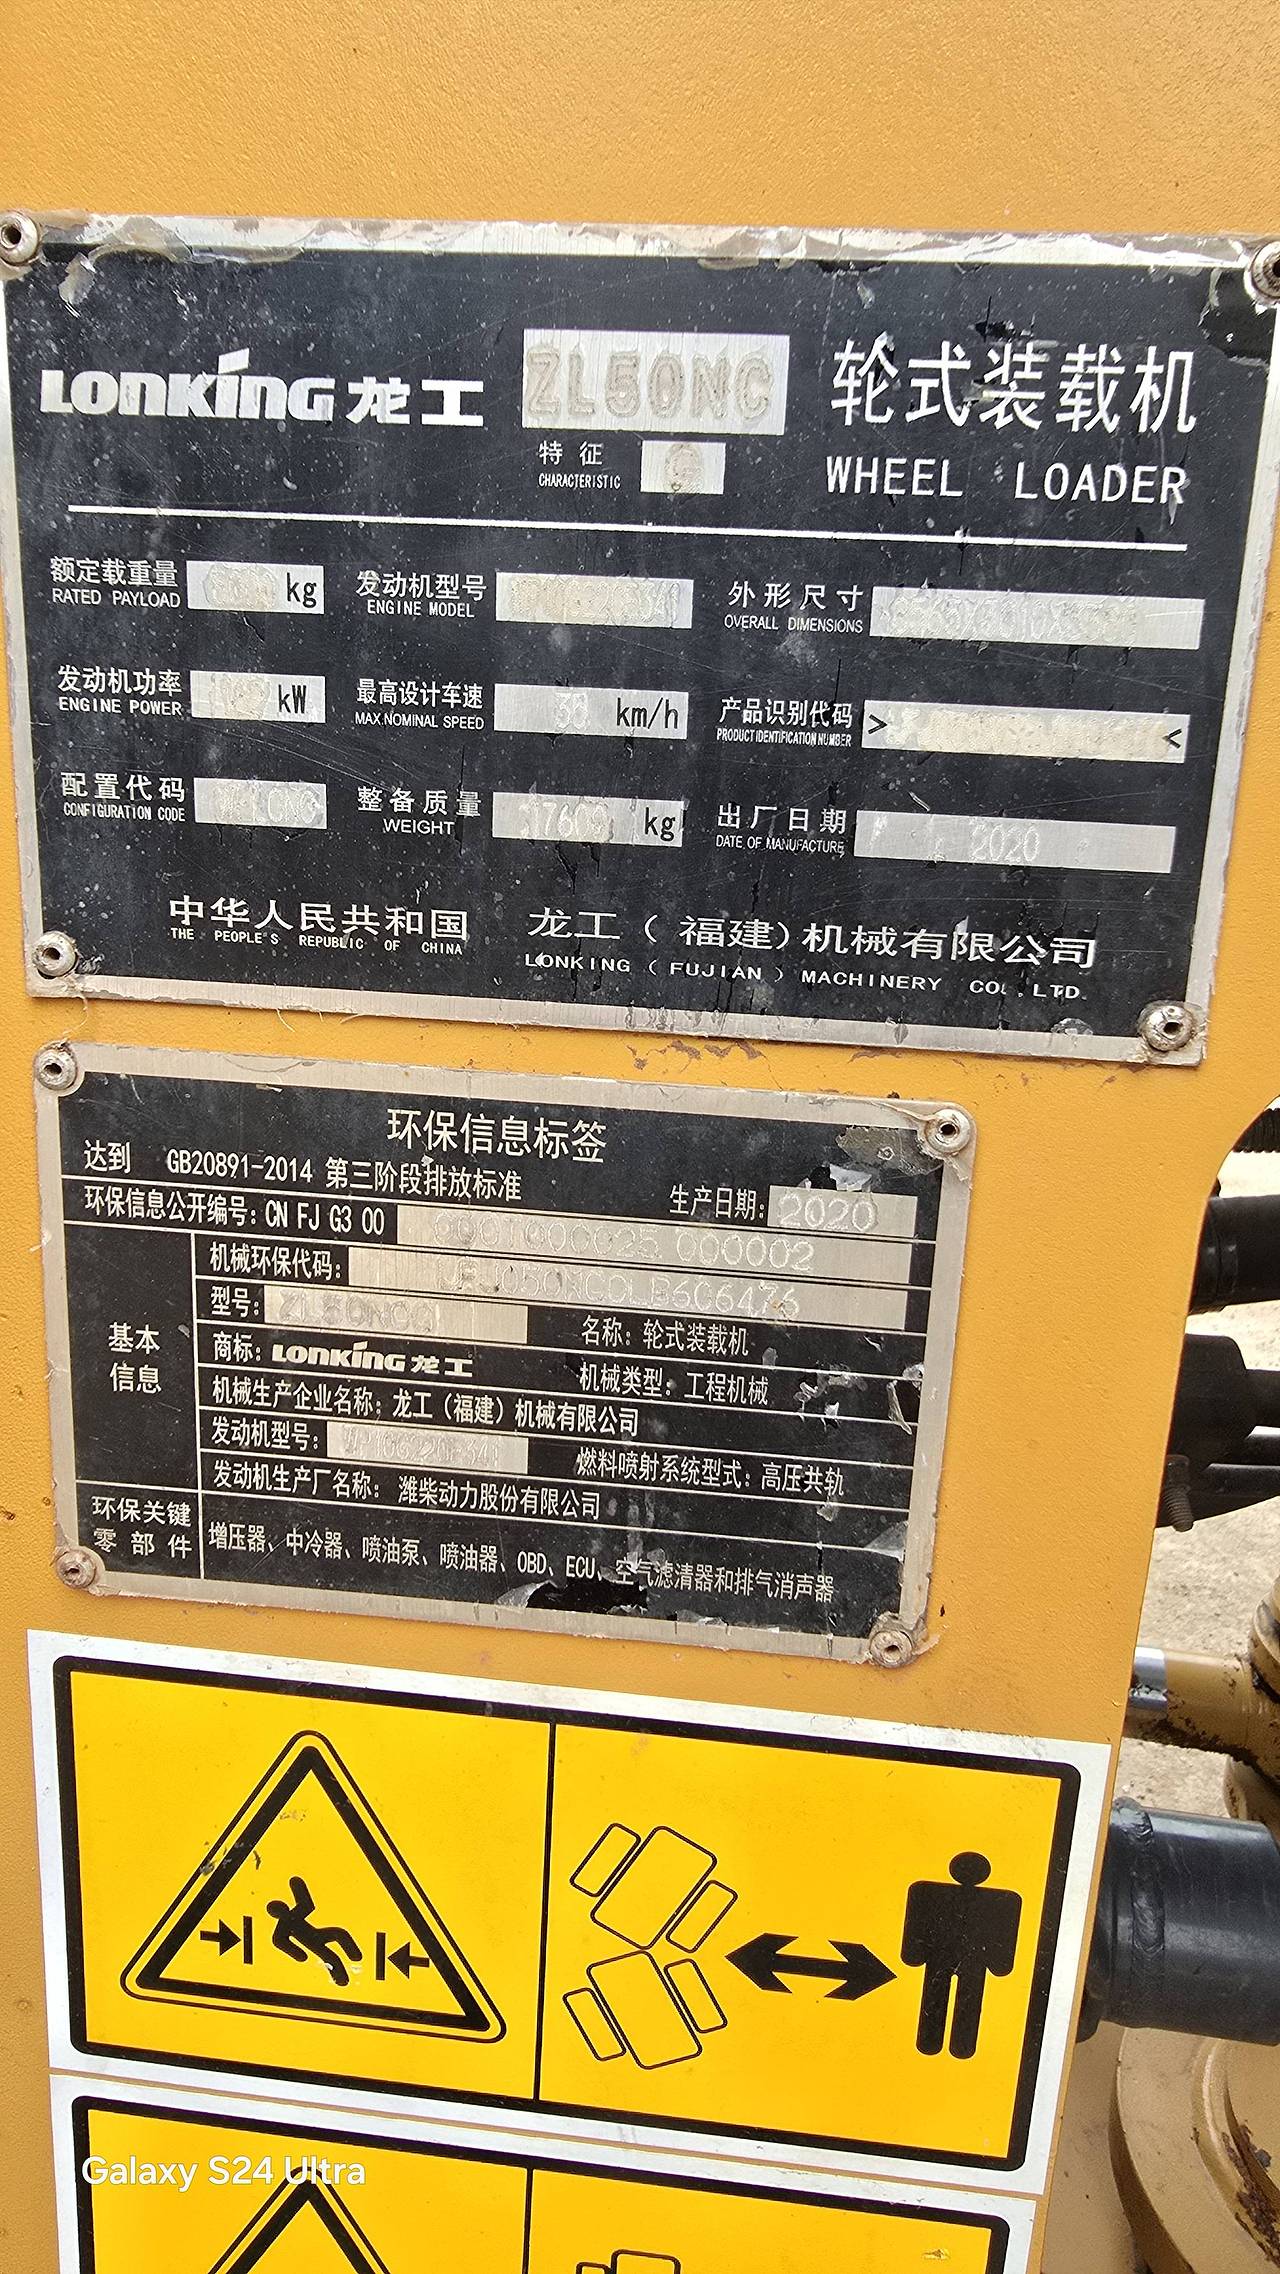 LONKING 龙工 ZL50NC 轮式装载机
特征
CHARACTERISTIC
WHEEL LOADER
额定载重量 kg 发动机型号 外形尺寸
RATED PAYLOAD ENGINE MODEL OVERALL DIMENSIONS
发动机功率 kW 最高设计车速 38 km/h 产品识别代码 > <
ENGINE POWER MAX.NOMINAL SPEED PRODUCT IDENTIFICATION NUMBER
配置代码 整备质量 kg 出厂日期 2020
CONFIGURATION CODE WEIGHT DATE OF MANUFACTURE
中华人民共和国 龙工(福建)机械有限公司
THE PEOPLE'S REPUBLIC OF CHINA LONKING (FUJIAN) MACHINERY CO.,LTD.
环保信息标签
达到 GB20891-2014 第三阶段排放标准 生产日期: 2020
环保信息公开编号: CN FJ G3 00 000002
机械环保代码:
型号: 名称: 轮式装载机
基本信息
商标: LONKING 龙工 机械类型: 工程机械
机械生产企业名称: 龙工(福建)机械有限公司
发动机型号: 燃料喷射系统型式: 高压共轨
发动机生产厂名称: 潍柴动力股份有限公司
环保关键零部件
增压器、中冷器、喷油泵、喷油器、OBD、ECU、空气滤清器和排气消声器
Galaxy S24 Ultra